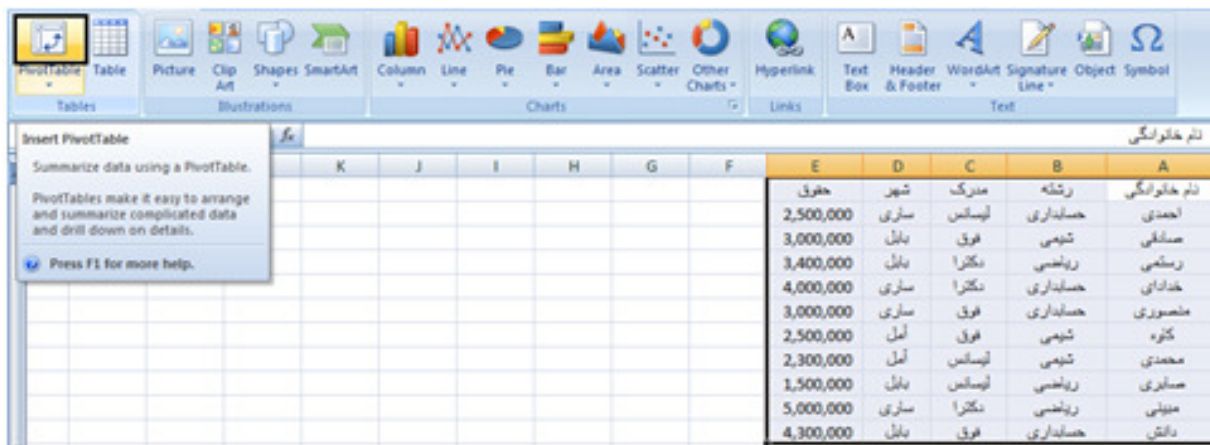 PivotTable Table Picture Clip Art Shapes SmartArt Column Line Pie Bar Area Scatter Other Charts Hyperlink Text Box Header & Footer WordArt Signature Line Object Symbol
Tables Illustrations Charts Links Text
Insert PivotTable
Summarize data using a PivotTable.
PivotTables make it easy to arrange
and summarize complicated data
and drill down on details.
Press F1 for more help.
fx نام خانوادگی
K J I H G F E D C B A
نام خانوادگی رشته مدرک شهر حقوق
احمدی حسابداری لیسانس ساری 2,500,000
صادقی شیمی فوق بابل 3,000,000
رستمی ریاضی دکترا بابل 3,400,000
خدادای حسابداری دکترا ساری 4,000,000
منصوری حسابداری فوق ساری 3,000,000
کاوه شیمی فوق آمل 2,500,000
محمدی شیمی لیسانس آمل 2,300,000
صابری ریاضی لیسانس بابل 1,500,000
مبینی ریاضی دکترا ساری 5,000,000
دانش حسابداری فوق بابل 4,300,000